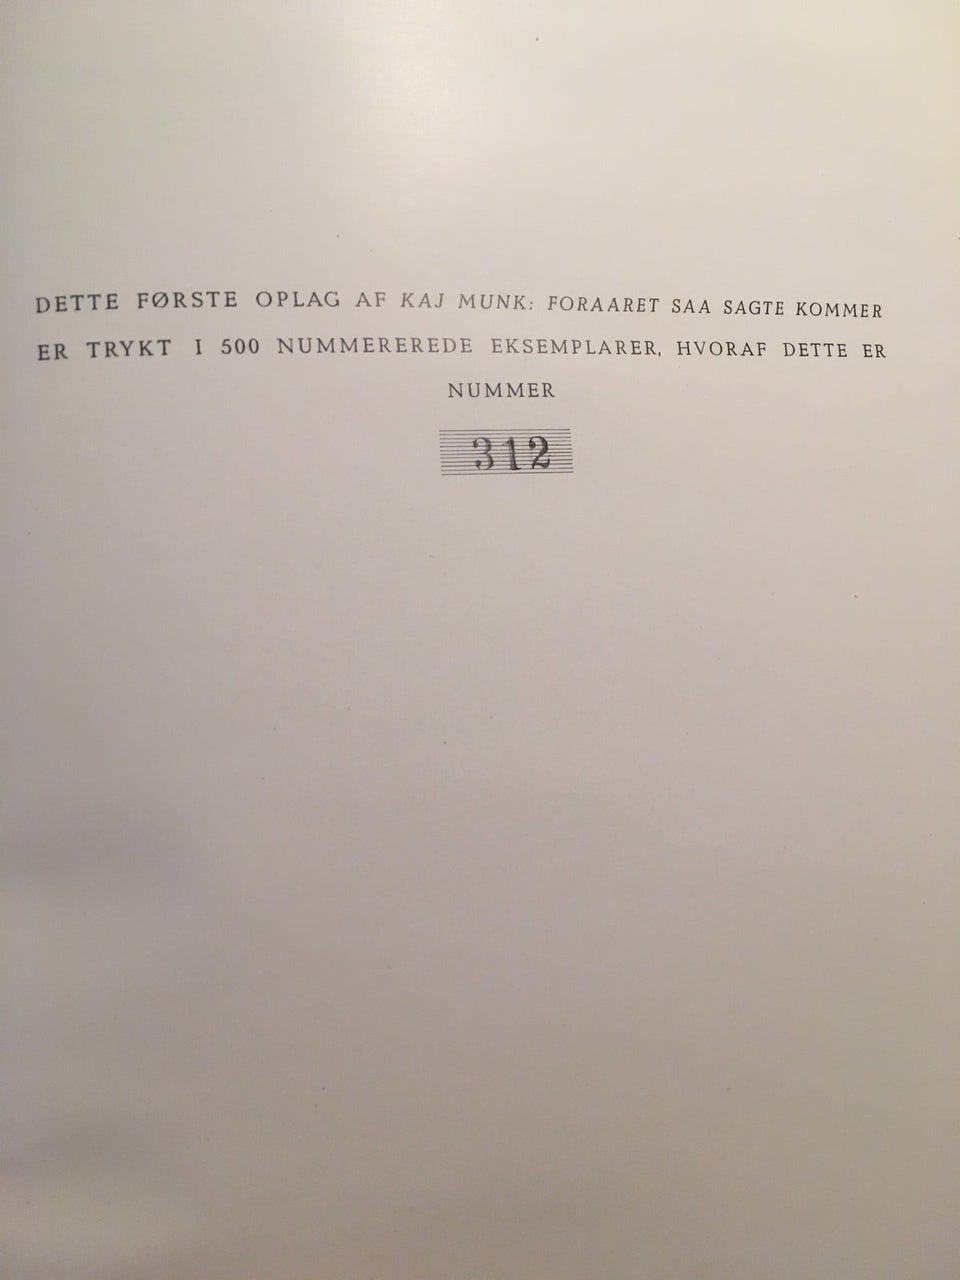 DETTE FØRSTE OPLAG AF KAJ MUNK: FORAARET SAA SAGTE KOMMER
ER TRYKT I 500 NUMMEREREDE EKSEMPLARER, HVORAF DETTE ER
NUMMER
312